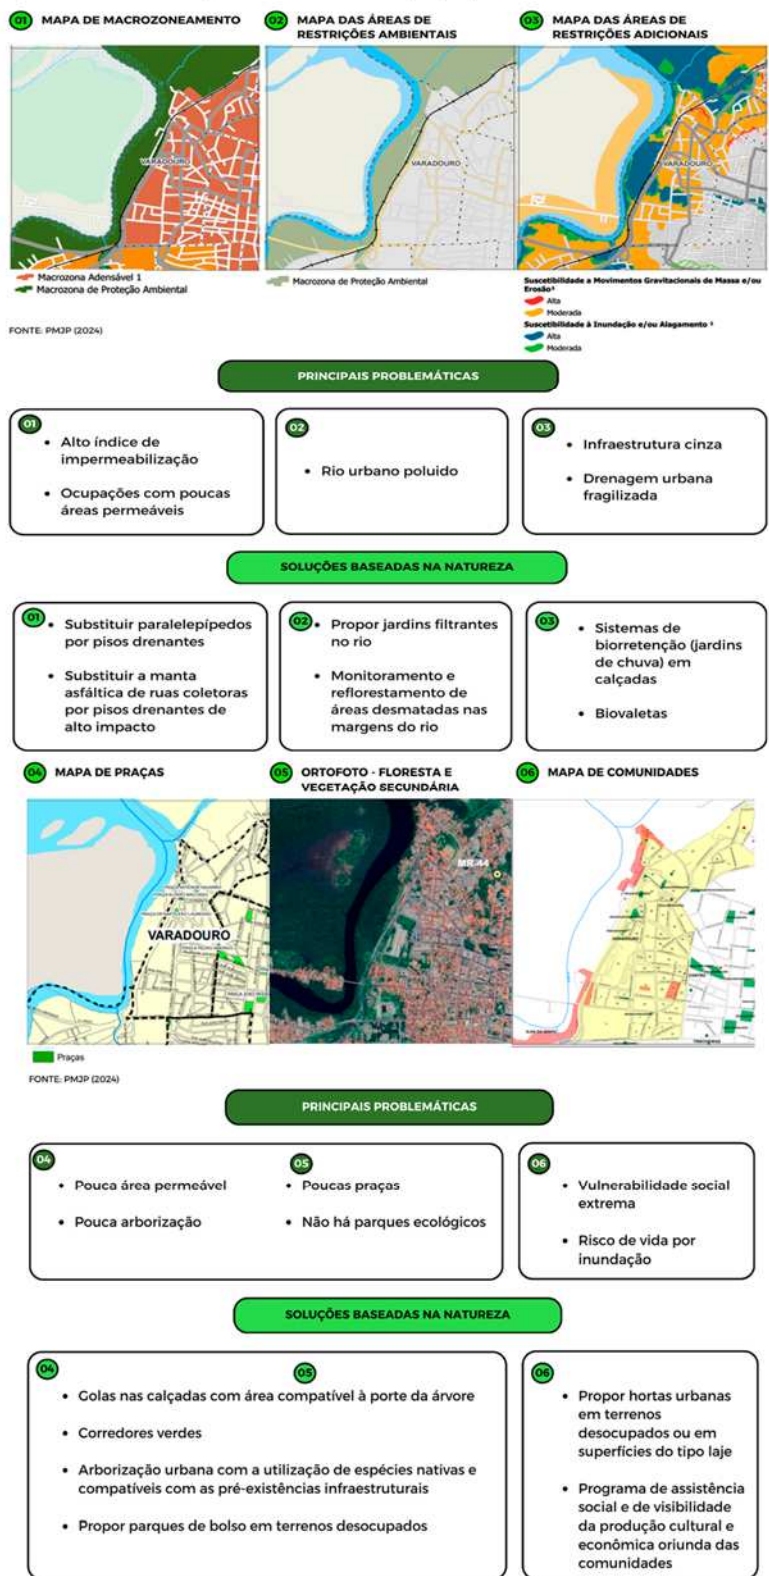 01 MAPA DE MACROZONEAMENTO
02 MAPA DAS ÁREAS DE
RESTRIÇÕES AMBIENTAIS
03 MAPA DAS ÁREAS DE
RESTRIÇÕES ADICIONAIS
VARADOURO
VARADOURO
VARADOURO
Macrozona Adensável 1
Macrozona de Proteção Ambiental
Macrozona de Proteção Ambiental
Suscetibilidade a Movimentos Gravitacionais de Massa e/ou
Erosão
Alta
Moderada
Suscetibilidade à Inundação e/ou Alagamento
Alta
Moderada
FONTE: PMJP (2024)
PRINCIPAIS PROBLEMÁTICAS
01
• Alto índice de
impermeabilização
• Ocupações com poucas
áreas permeáveis
02
• Rio urbano poluido
03
• Infraestrutura cinza
• Drenagem urbana
fragilizada
SOLUÇÕES BASEADAS NA NATUREZA
01
• Substituir paralelepípedos
por pisos drenantes
• Substituir a manta
asfáltica de ruas coletoras
por pisos drenantes de
alto impacto
02
• Propor jardins filtrantes
no rio
• Monitoramento e
reflorestamento de
áreas desmatadas nas
margens do rio
03
• Sistemas de
biorretenção (jardins
de chuva) em
calçadas
• Biovaletas
04 MAPA DE PRAÇAS
05 ORTOFOTO - FLORESTA E
VEGETAÇÃO SECUNDÁRIA
06 MAPA DE COMUNIDADES
VARADOURO
MR-44
Praças
FONTE: PMJP (2024)
PRINCIPAIS PROBLEMÁTICAS
04
• Pouca área permeável
• Pouca arborização
05
• Poucas praças
• Não há parques ecológicos
06
• Vulnerabilidade social
extrema
• Risco de vida por
inundação
SOLUÇÕES BASEADAS NA NATUREZA
04
05
• Golas nas calçadas com área compatível à porte da árvore
• Corredores verdes
• Arborização urbana com a utilização de espécies nativas e
compatíveis com as pré-existências infraestruturais
• Propor parques de bolso em terrenos desocupados
06
• Propor hortas urbanas
em terrenos
desocupados ou em
superfícies do tipo laje
• Programa de assistência
social e de visibilidade
da produção cultural e
econômica oriunda das
comunidades